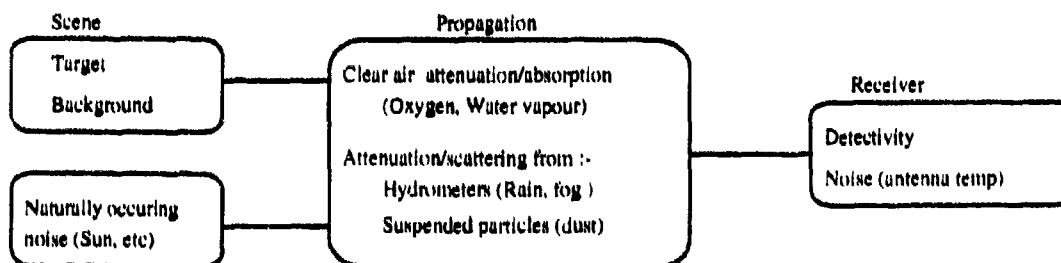 Scene
Target
Background
Naturally occuring
noise (Sun, etc)
Propagation
Clear air attenuation/absorption
(Oxygen, Water vapour)
Attenuation/scattering from :-
Hydrometers (Rain, fog )
Suspended particles (dust)
Receiver
Detectivity
Noise (antenna temp)